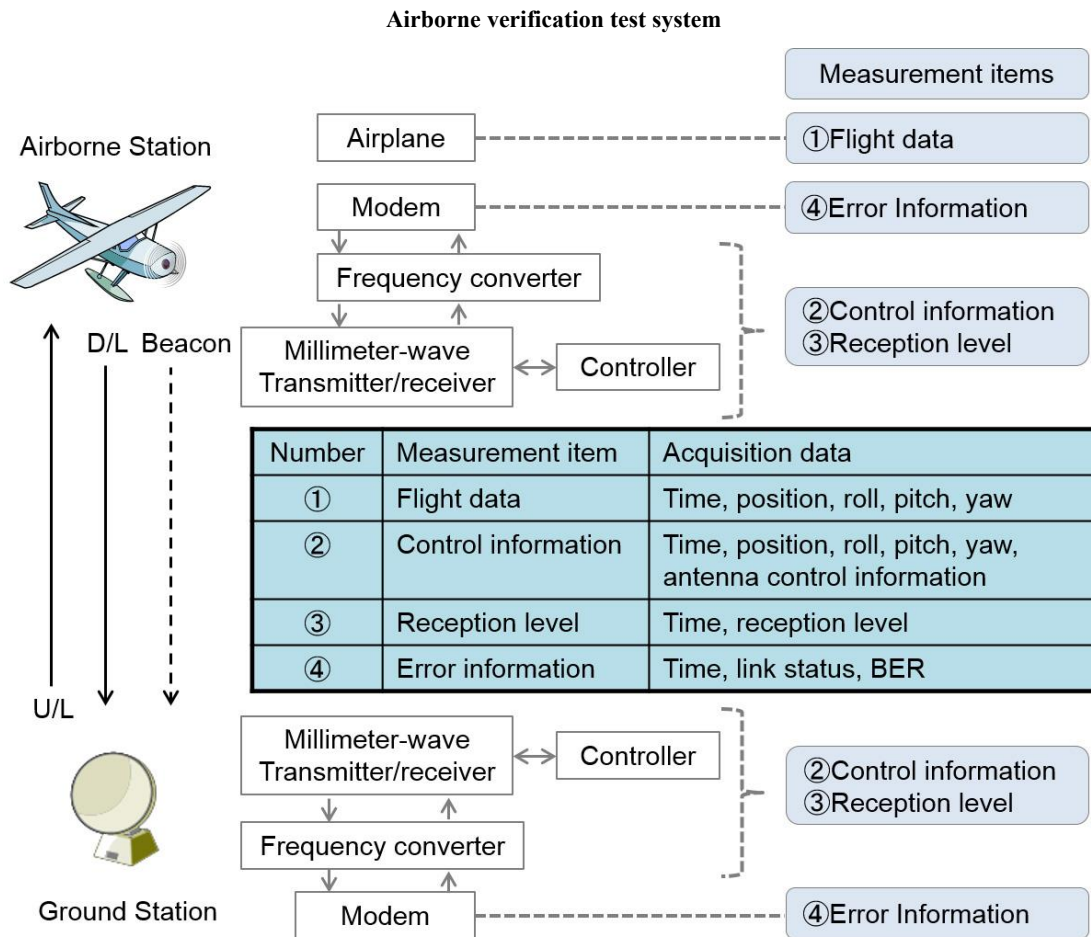 Airborne verification test system
Measurement items
Airborne Station
Airplane
①Flight data
Modem
④Error Information
Frequency converter
②Control information
③Reception level
D/L Beacon
Millimeter-wave
Transmitter/receiver
Controller
Number Measurement item Acquisition data
① Flight data Time, position, roll, pitch, yaw
② Control information Time, position, roll, pitch, yaw,
antenna control information
③ Reception level Time, reception level
④ Error information Time, link status, BER
U/L
Millimeter-wave
Transmitter/receiver
Controller
②Control information
③Reception level
Frequency converter
Ground Station
Modem
④Error Information